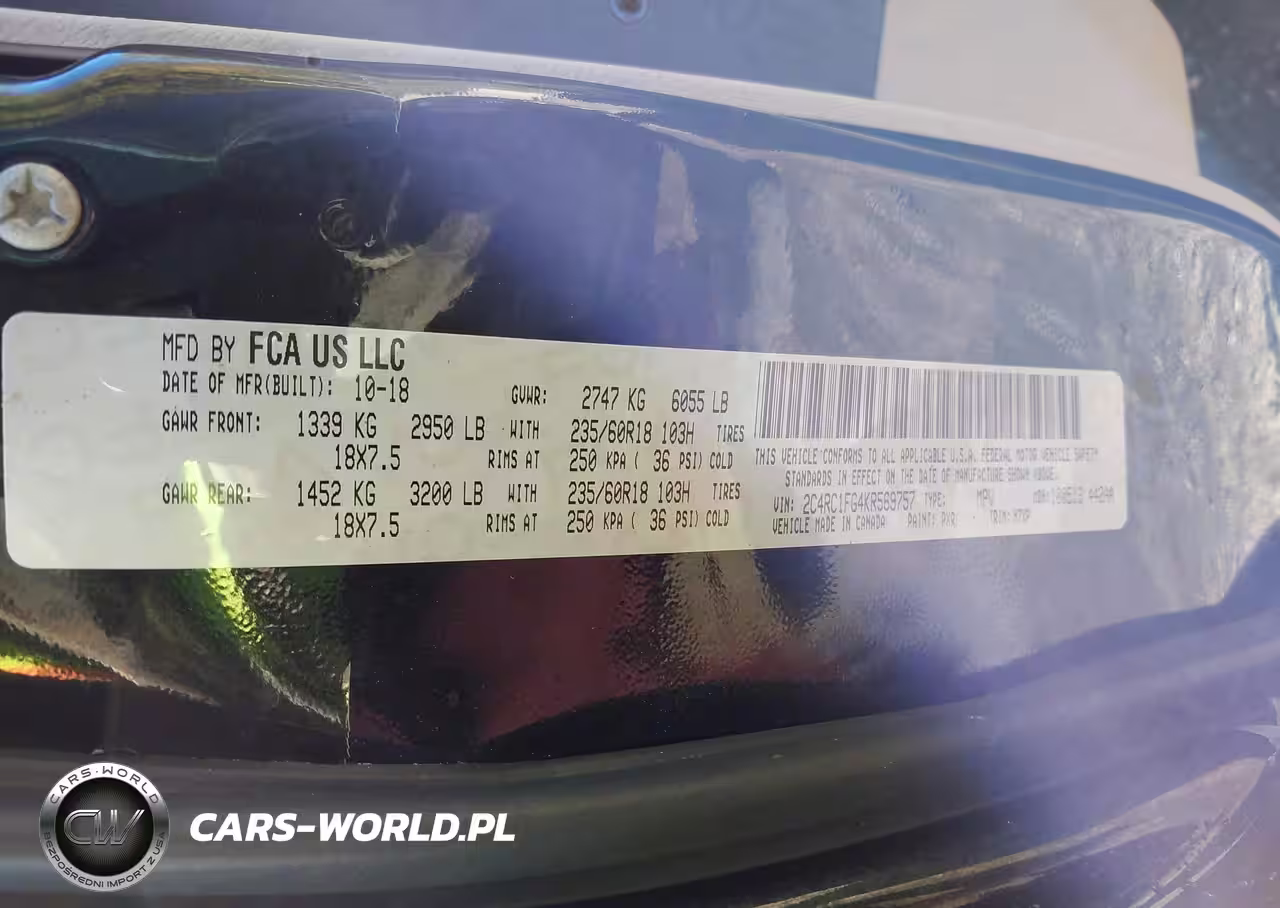 MFD BY FCA US LLC
DATE OF MFR(BUILT): 10-18 GVWR: 2747 KG 6055 LB
GAWR FRONT: 1339 KG 2950 LB WITH 235/60R18 103H TIRES
18X7.5 RIMS AT 250 KPA ( 36 PSI) COLD
GAWR REAR: 1452 KG 3200 LB WITH 235/60R18 103H TIRES
18X7.5 RIMS AT 250 KPA ( 36 PSI) COLD
THIS VEHICLE CONFORMS TO ALL APPLICABLE U.S.A. FEDERAL MOTOR VEHICLE SAFETY
STANDARDS IN EFFECT ON THE DATE OF MANUFACTURE SHOWN ABOVE.
VIN: 2C4RC1FG4KR569757 TYPE: MPV MDH:
VEHICLE MADE IN CANADA PAINT: PXR TRIM:
CARS-WORLD
CW
BEZPOŚREDNI IMPORT Z USA
CARS-WORLD.PL